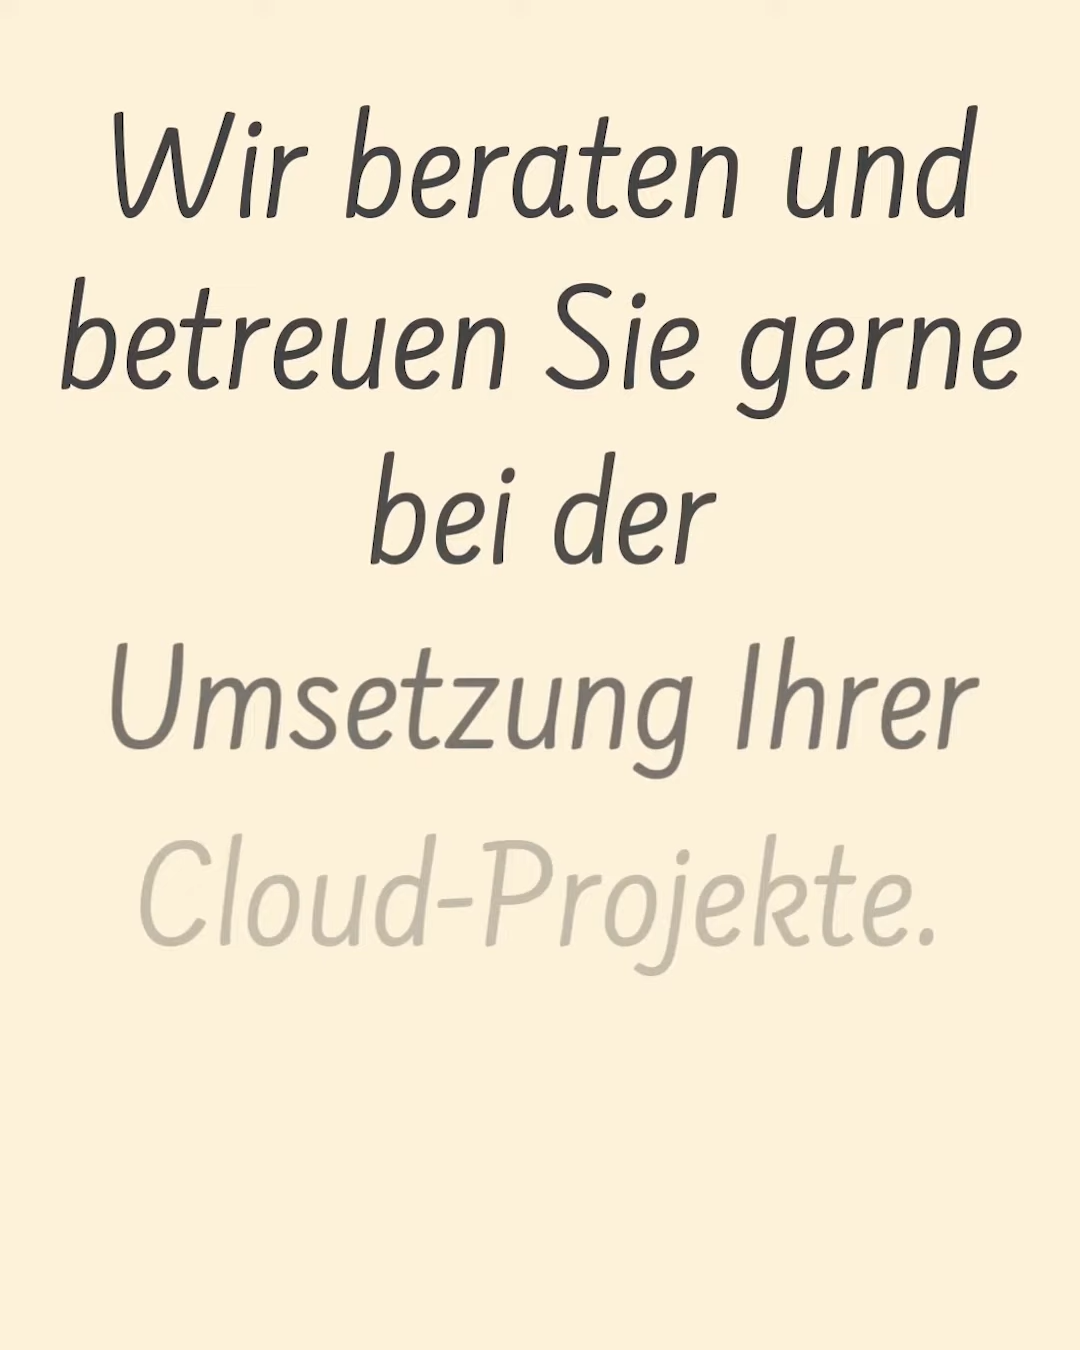 Wir beraten und
betreuen Sie gerne
bei der
Umsetzung Ihrer
Cloud-Projekte.